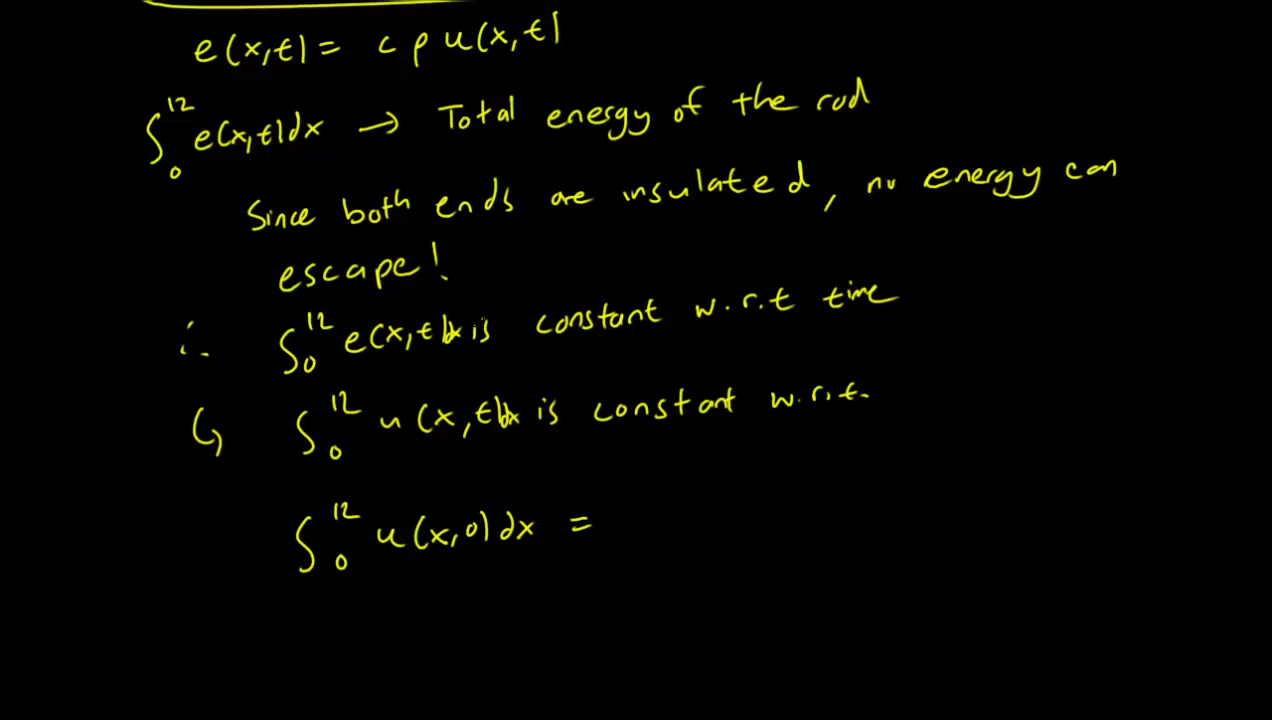 e(x,t) = c ρ u(x,t)
∫₀¹² e(x,t)dx → Total energy of the rod
Since both ends are insulated, no energy can
escape!
∴ ∫₀¹² e(x,t)dx is constant w.r.t time
↳ ∫₀¹² u(x,t)dx is constant w.r.t.
∫₀¹² u(x,0)dx =